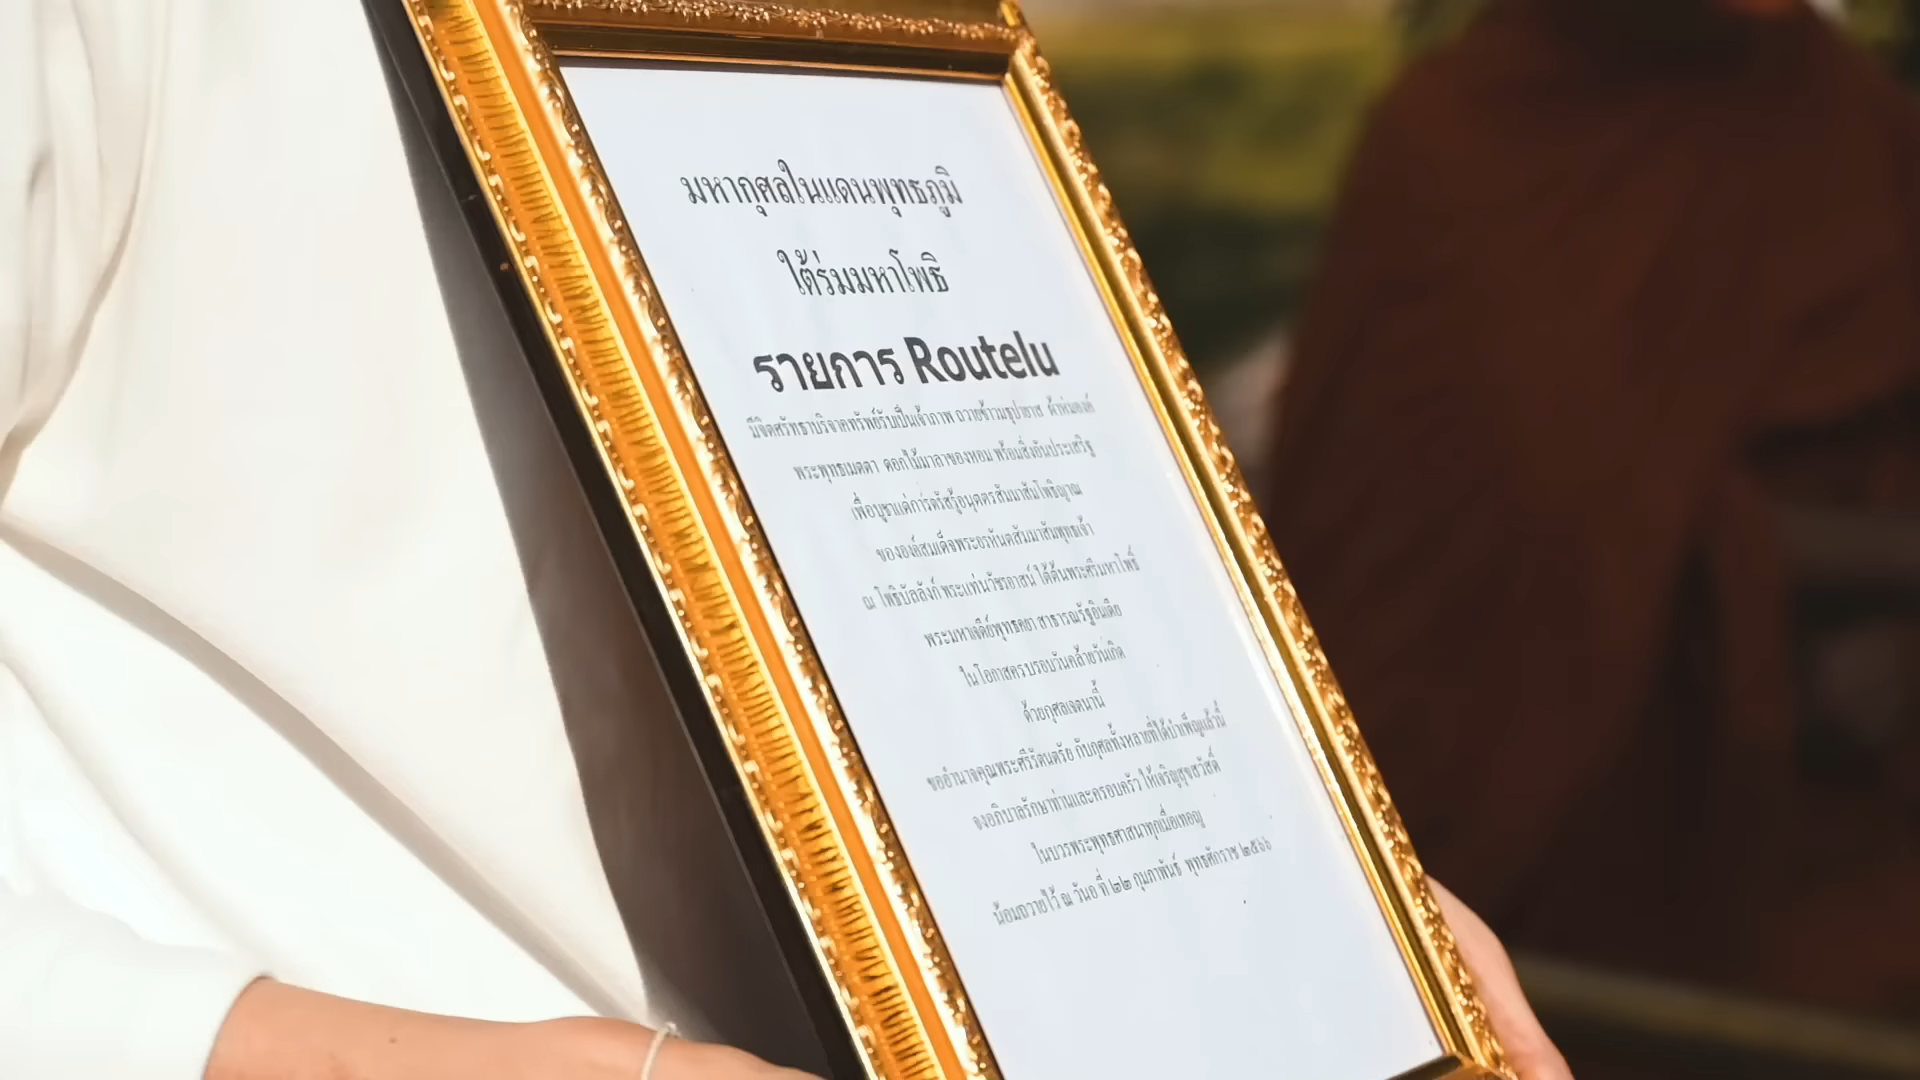 มหากุศลในแดนพุทธภูมิ
ใต้ร่มมหาโพธิ
รายการ Routelu
มีจิตศรัทธาบริจาคทรัพย์รับเป็นเจ้าภาพ ถวายข้าวมธุปายาส ผ้าห่มองค์
พระพุทธเมตตา ดอกไม้มาลาของหอม พร้อมสิ่งอันประเสริฐ
เพื่อบูชาแด่การตรัสรู้อนุตตรสัมมาสัมโพธิญาณ
ขององค์สมเด็จพระอรหันตสัมมาสัมพุทธเจ้า
ณ โพธิบัลลังก์ พระแท่นวัชรอาสน์ ใต้ต้นพระศรีมหาโพธิ์
พระมหาเจดีย์พุทธคยา สาธารณรัฐอินเดีย
ในโอกาสครบรอบวันคล้ายวันเกิด
ด้วยกุศลเจตนานี้
ขออำนาจคุณพระศรีรัตนตรัย กับกุศลทั้งหลายที่ได้บำเพ็ญแล้วนี้
จงอภิบาลรักษาท่านและครอบครัว ให้เจริญสุขสวัสดิ์
ในบวรพระพุทธศาสนาทุกเมื่อเทอญ
น้อมถวายไว้ ณ วันอ ที่ ๒๒ กุมภาพันธ์ พุทธศักราช ๒๕๖๖